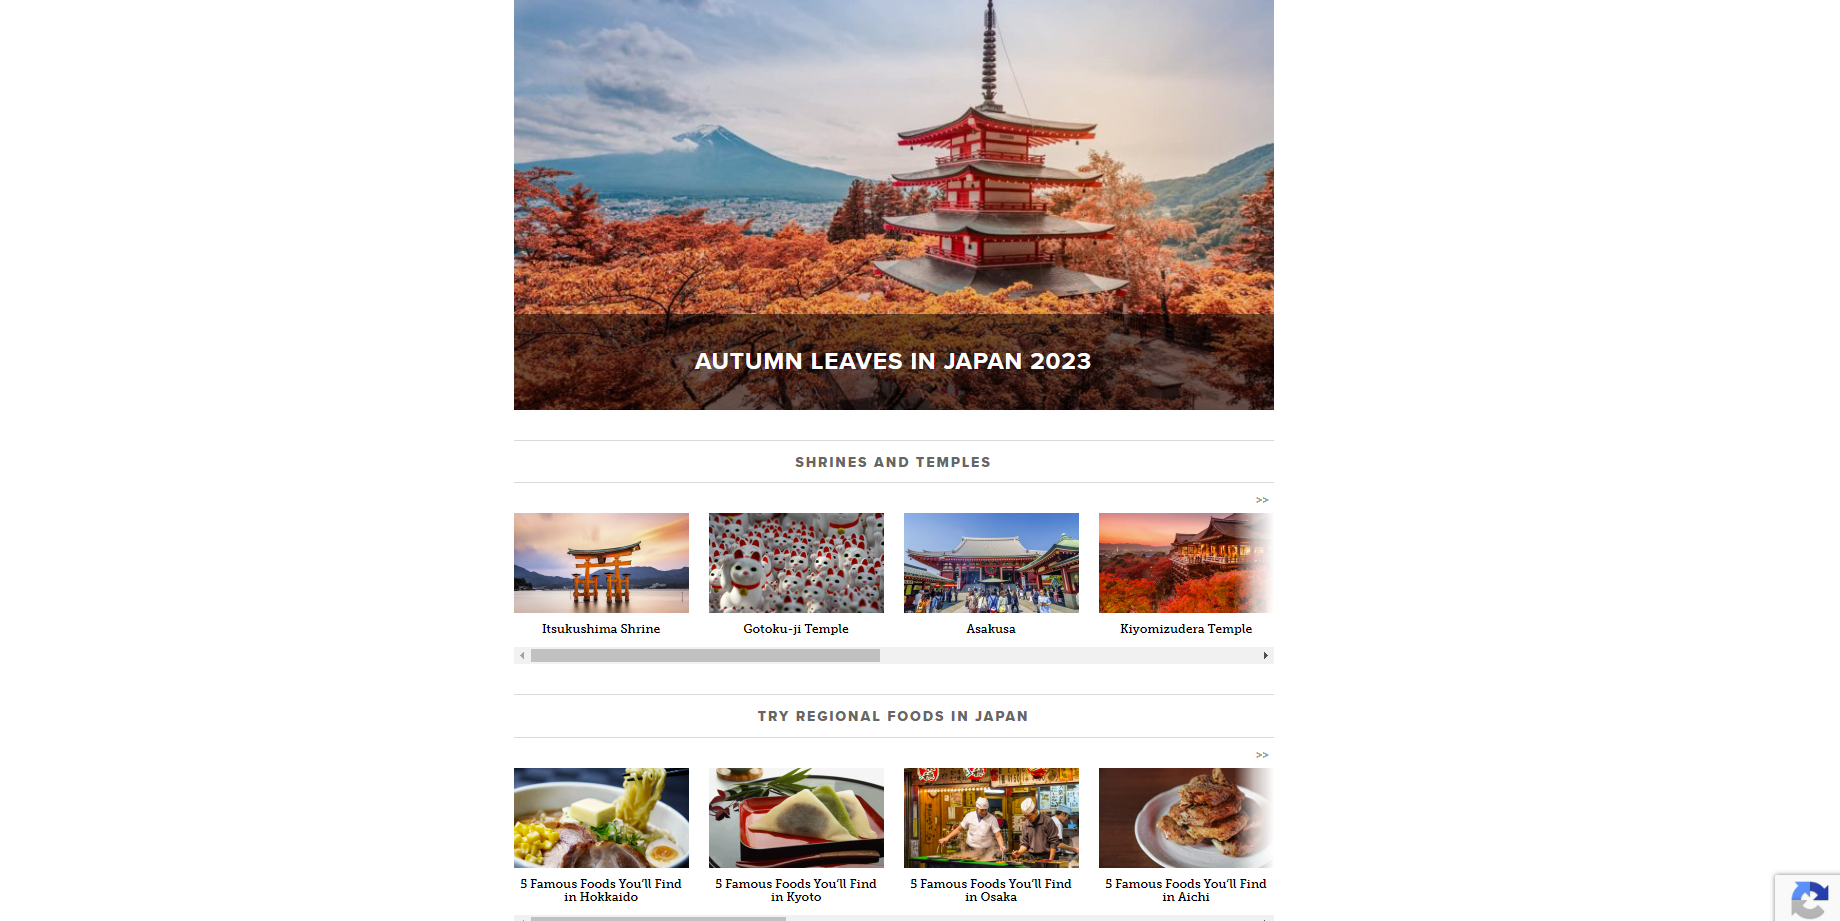 AUTUMN LEAVES IN JAPAN 2023
SHRINES AND TEMPLES
>>
Itsukushima Shrine
Gotoku-ji Temple
Asakusa
Kiyomizudera Temple
TRY REGIONAL FOODS IN JAPAN
>>
5 Famous Foods You’ll Find
in Hokkaido
5 Famous Foods You’ll Find
in Kyoto
5 Famous Foods You’ll Find
in Osaka
5 Famous Foods You’ll Find
in Aichi